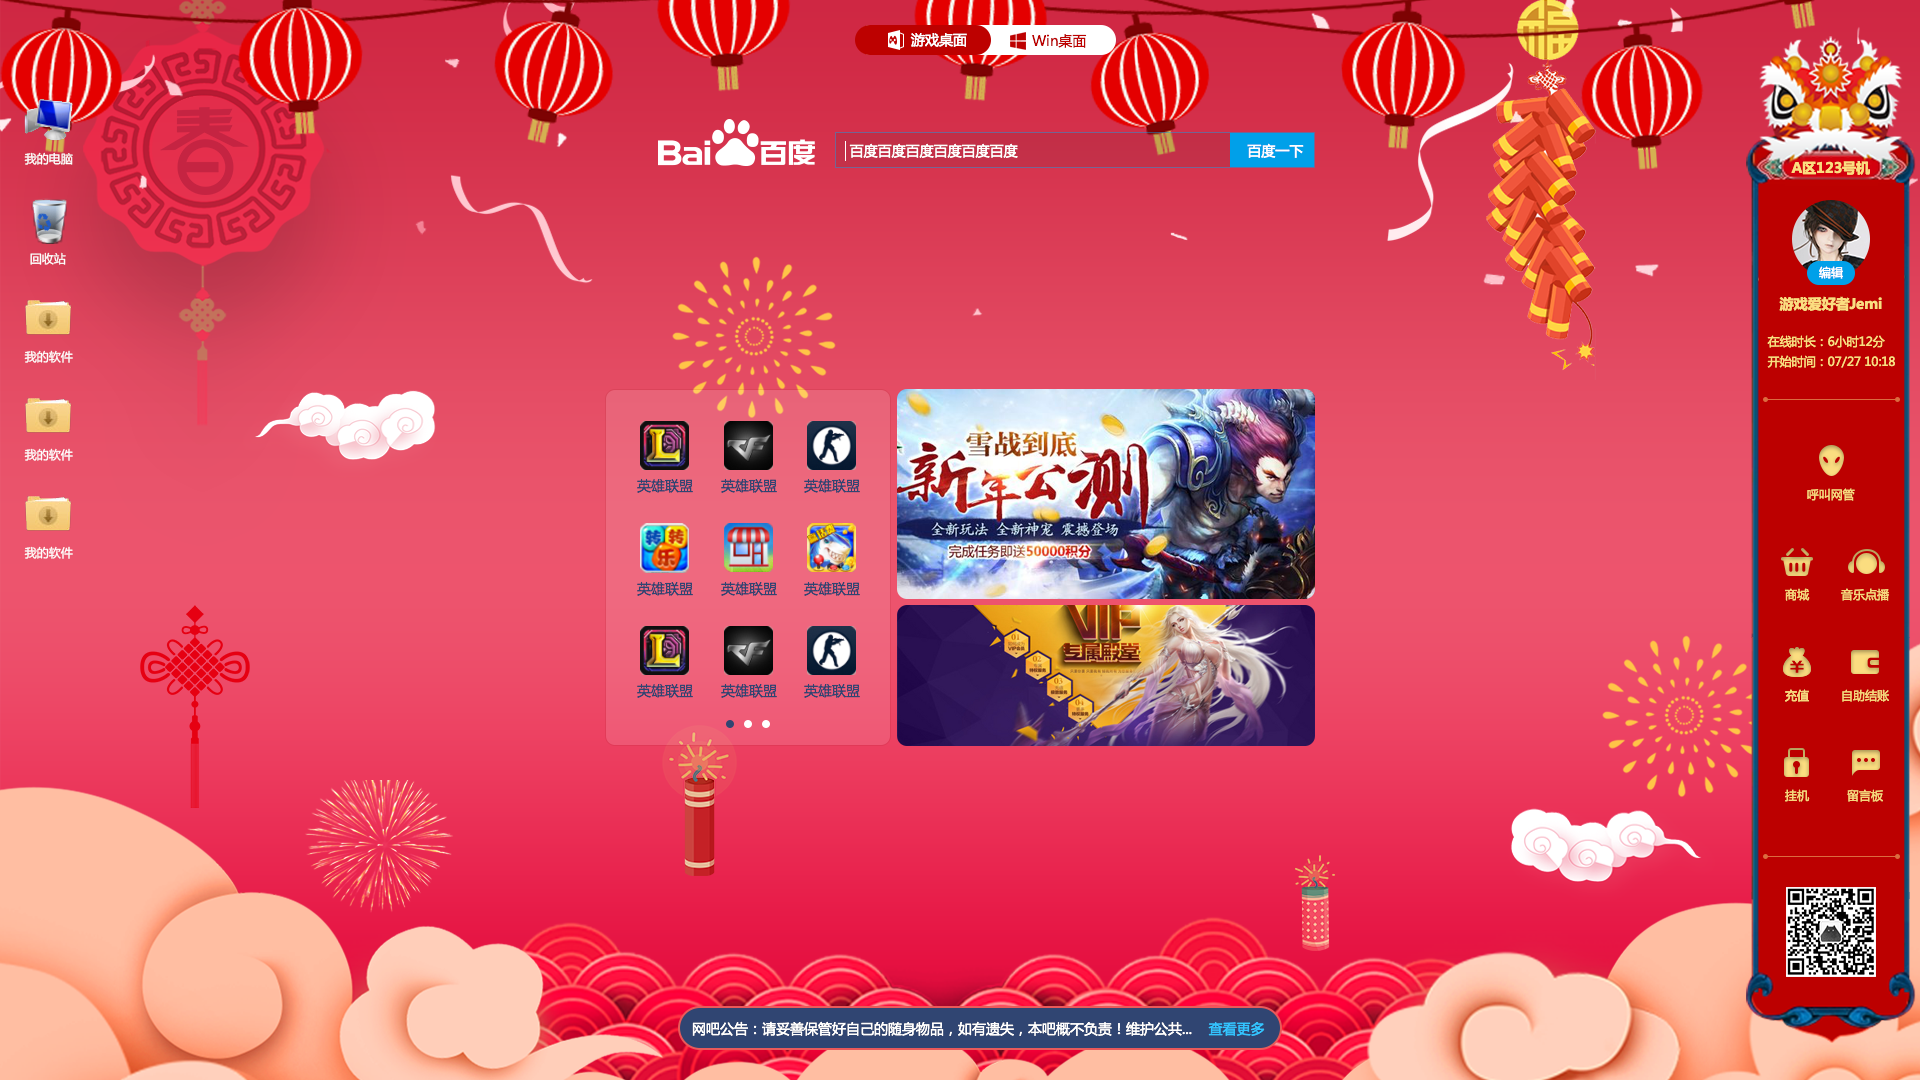 游戏桌面
Win桌面
春
福
Bai百度
百度百度百度百度百度百度
百度一下
我的电脑
回收站
我的软件
我的软件
我的软件
英雄联盟
英雄联盟
英雄联盟
转转乐
英雄联盟
英雄联盟
英雄联盟
英雄联盟
英雄联盟
英雄联盟
雪战到底
新年公测
全新玩法 全新神宠 震撼登场
完成任务即送50000积分
VIP
专属殿堂
01
02
03
04
A区123号机
编辑
游戏爱好者Jemi
在线时长：6小时12分
开始时间：07/27 10:18
呼叫网管
商城
音乐点播
充值
自助结账
挂机
留言板
网吧公告：请妥善保管好自己的随身物品，如有遗失，本吧概不负责！维护公共...
查看更多